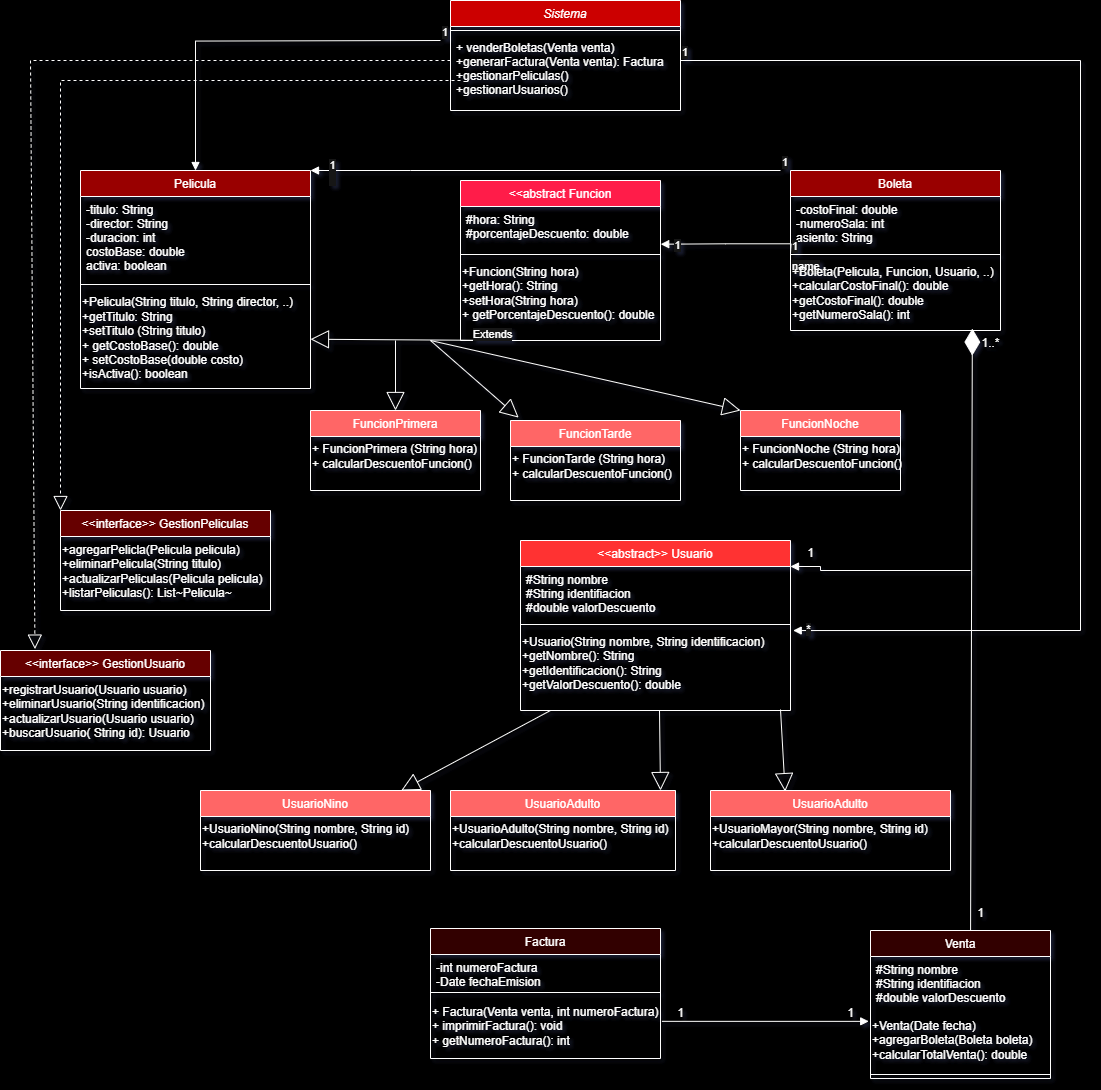 Sistema
+ venderBoletas(Venta venta)
+generarFactura(Venta venta): Factura
+gestionarPeliculas()
+gestionarUsuarios()
1
1
1
1
Pelicula
-titulo: String
-director: String
-duracion: int
costoBase: double
activa: boolean
+Pelicula(String titulo, String director, ..)
+getTitulo: String
+setTitulo (String titulo)
+ getCostoBase(): double
+ setCostoBase(double costo)
+isActiva(): boolean
<<abstract Funcion
#hora: String
#porcentajeDescuento: double
+Funcion(String hora)
+getHora(): String
+setHora(String hora)
+ getPorcentajeDescuento(): double
Extends
1
1
name
Boleta
-costoFinal: double
-numeroSala: int
asiento: String
+Boleta(Pelicula, Funcion, Usuario, ..)
+calcularCostoFinal(): double
+getCostoFinal(): double
+getNumeroSala(): int
1..*
FuncionPrimera
+ FuncionPrimera (String hora)
+ calcularDescuentoFuncion()
FuncionTarde
+ FuncionTarde (String hora)
+ calcularDescuentoFuncion()
FuncionNoche
+ FuncionNoche (String hora)
+ calcularDescuentoFuncion()
<<interface>> GestionPeliculas
+agregarPelicla(Pelicula pelicula)
+eliminarPelicula(String titulo)
+actualizarPeliculas(Pelicula pelicula)
+listarPeliculas(): List~Pelicula~
<<abstract>> Usuario
#String nombre
#String identifiacion
#double valorDescuento
+Usuario(String nombre, String identificacion)
+getNombre(): String
+getIdentificacion(): String
+getValorDescuento(): double
1
*
<<interface>> GestionUsuario
+registrarUsuario(Usuario usuario)
+eliminarUsuario(String identificacion)
+actualizarUsuario(Usuario usuario)
+buscarUsuario( String id): Usuario
UsuarioNino
+UsuarioNino(String nombre, String id)
+calcularDescuentoUsuario()
UsuarioAdulto
+UsuarioAdulto(String nombre, String id)
+calcularDescuentoUsuario()
UsuarioAdulto
+UsuarioMayor(String nombre, String id)
+calcularDescuentoUsuario()
Factura
-int numeroFactura
-Date fechaEmision
+ Factura(Venta venta, int numeroFactura)
+ imprimirFactura(): void
+ getNumeroFactura(): int
1
1
1
Venta
#String nombre
#String identifiacion
#double valorDescuento
+Venta(Date fecha)
+agregarBoleta(Boleta boleta)
+calcularTotalVenta(): double